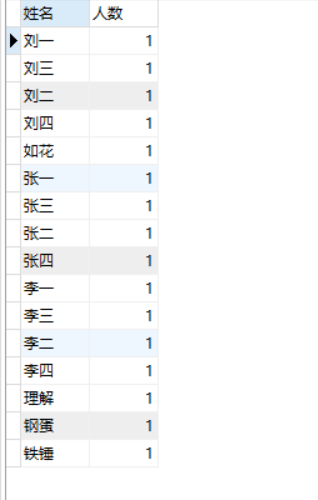 姓名 人数
刘一 1
刘三 1
刘二 1
刘四 1
如花 1
张一 1
张三 1
张二 1
张四 1
李一 1
李三 1
李二 1
李四 1
理解 1
钢蛋 1
铁锤 1